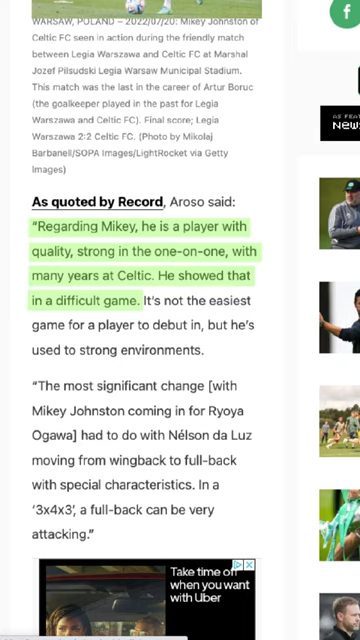 WARSAW, POLAND – 2022/07/20: Mikey Johnston
of Celtic FC seen in action during the friendly match
between Legia Warszawa and Celtic FC at Marshal
Jozef Pilsudski Legia Warsaw Municipal Stadium.
This match was the last in the career of Artur Boruc
(the goalkeeper played in the past for Legia
Warszawa and Celtic FC). Final score; Legia
Warszawa 2:2 Celtic FC. (Photo by Mikolaj
Barbanell/SOPA Images/LightRocket via Getty
Images)
As quoted by Record, Aroso said:
“Regarding Mikey, he is a player with
quality, strong in the one-on-one, with
many years at Celtic. He showed that
in a difficult game. It’s not the easiest
game for a player to debut in, but he’s
used to strong environments.
“The most significant change [with
Mikey Johnston coming in for Ryoya
Ogawa] had to do with Nélson da Luz
moving from wingback to full-back
with special characteristics. In a
‘3x4x3’, a full-back can be very
attacking.”
Take time off
when you want
with Uber